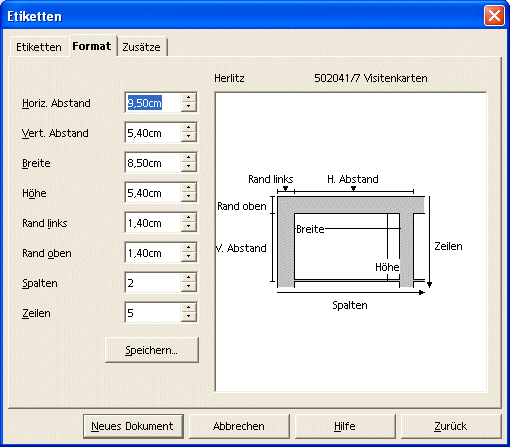 Etiketten
Etiketten Format Zusätze
Herlitz 502041/7 Visitenkarten
Horiz. Abstand 9,50cm
Vert. Abstand 5,40cm
Breite 8,50cm
Höhe 5,40cm
Rand links 1,40cm
Rand oben 1,40cm
Spalten 2
Zeilen 5
Speichern...
Rand links H. Abstand
Rand oben
Breite
V. Abstand Zeilen
Höhe
Spalten
Neues Dokument Abbrechen Hilfe Zurück